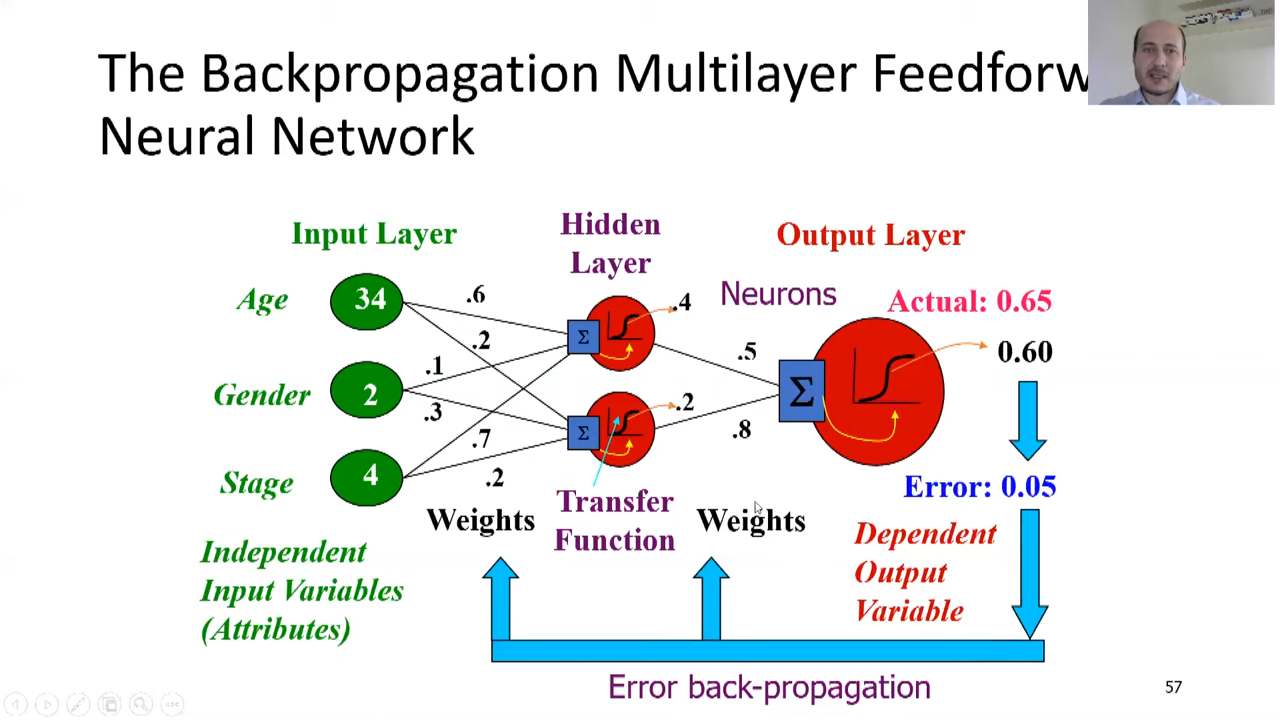 The Backpropagation Multilayer Feedforw
Neural Network
Input Layer
Hidden
Layer
Output Layer
Neurons
Age
34
.6
.2
Σ
.4
Actual: 0.65
0.60
Gender
2
.1
.3
Σ
.2
.5
.8
Σ
Stage
4
.7
.2
Error: 0.05
Weights
Transfer
Function
Weights
Independent
Input Variables
(Attributes)
Dependent
Output
Variable
Error back-propagation
57